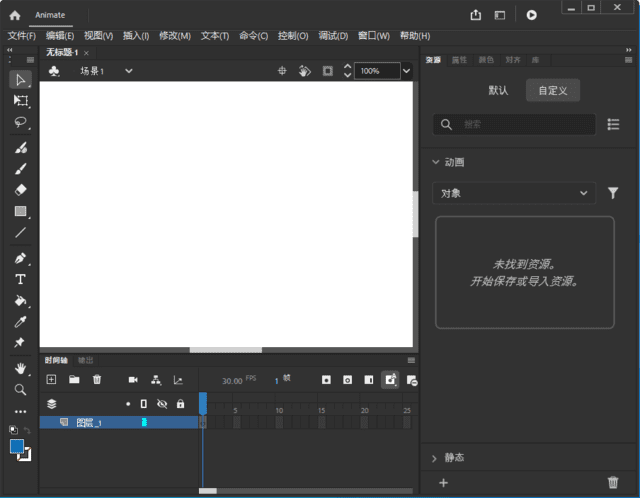 Animate
文件(F) 编辑(E) 视图(V) 插入(I) 修改(M) 文本(T) 命令(C) 控制(O) 调试(D) 窗口(W) 帮助(H)
无标题-1 ×
资源 属性 颜色 对齐 库
场景 1
100%
默认 自定义
搜索
动画
对象
未找到资源。
开始保存或导入资源。
时间轴 输出
30.00 FPS 1 帧
5 10 15 20 25
图层_1
静态